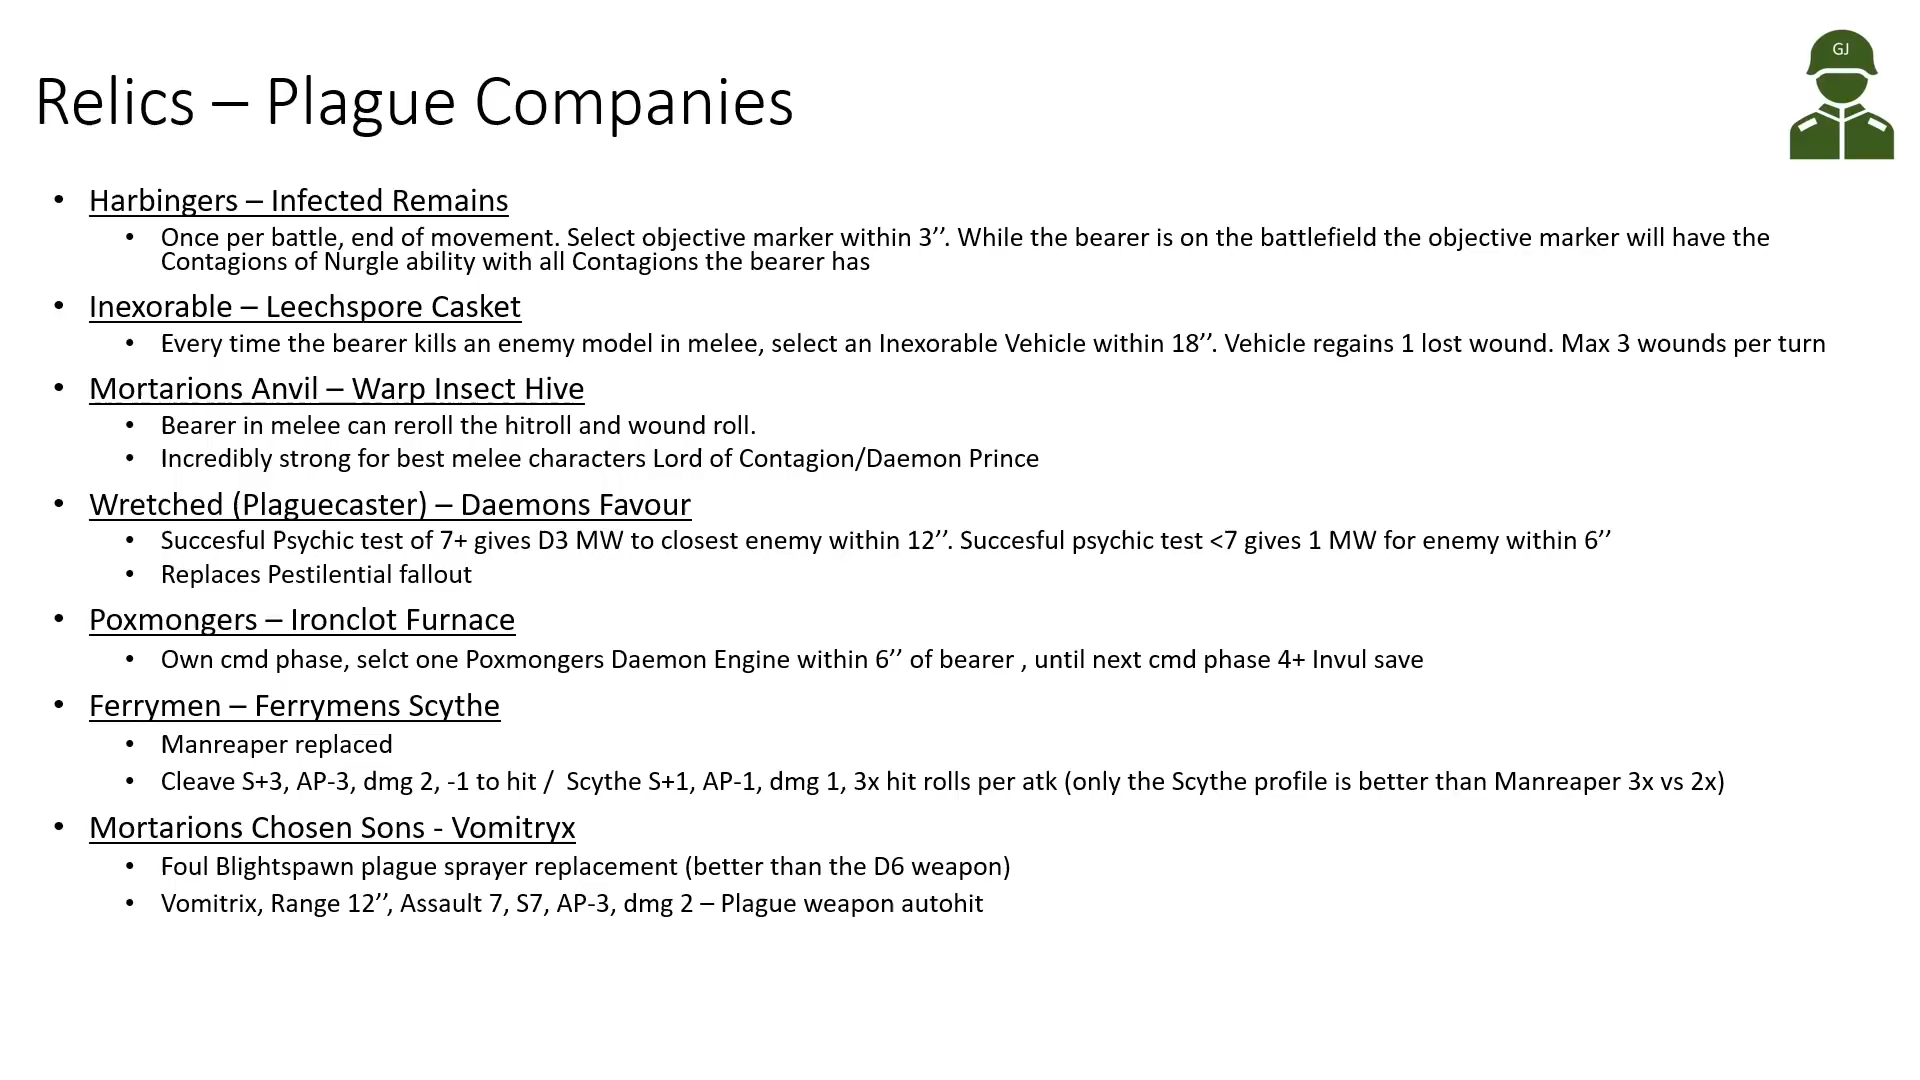 GJ
Relics – Plague Companies
• Harbingers – Infected Remains
• Once per battle, end of movement. Select objective marker within 3’’. While the bearer is on the battlefield the objective marker will have the
Contagions of Nurgle ability with all Contagions the bearer has
• Inexorable – Leechspore Casket
• Every time the bearer kills an enemy model in melee, select an Inexorable Vehicle within 18’’. Vehicle regains 1 lost wound. Max 3 wounds per turn
• Mortarions Anvil – Warp Insect Hive
• Bearer in melee can reroll the hitroll and wound roll.
• Incredibly strong for best melee characters Lord of Contagion/Daemon Prince
• Wretched (Plaguecaster) – Daemons Favour
• Succesful Psychic test of 7+ gives D3 MW to closest enemy within 12’’. Succesful psychic test <7 gives 1 MW for enemy within 6’’
• Replaces Pestilential fallout
• Poxmongers – Ironclot Furnace
• Own cmd phase, selct one Poxmongers Daemon Engine within 6’’ of bearer , until next cmd phase 4+ Invul save
• Ferrymen – Ferrymens Scythe
• Manreaper replaced
• Cleave S+3, AP-3, dmg 2, -1 to hit / Scythe S+1, AP-1, dmg 1, 3x hit rolls per atk (only the Scythe profile is better than Manreaper 3x vs 2x)
• Mortarions Chosen Sons - Vomitryx
• Foul Blightspawn plague sprayer replacement (better than the D6 weapon)
• Vomitrix, Range 12’’, Assault 7, S7, AP-3, dmg 2 – Plague weapon autohit